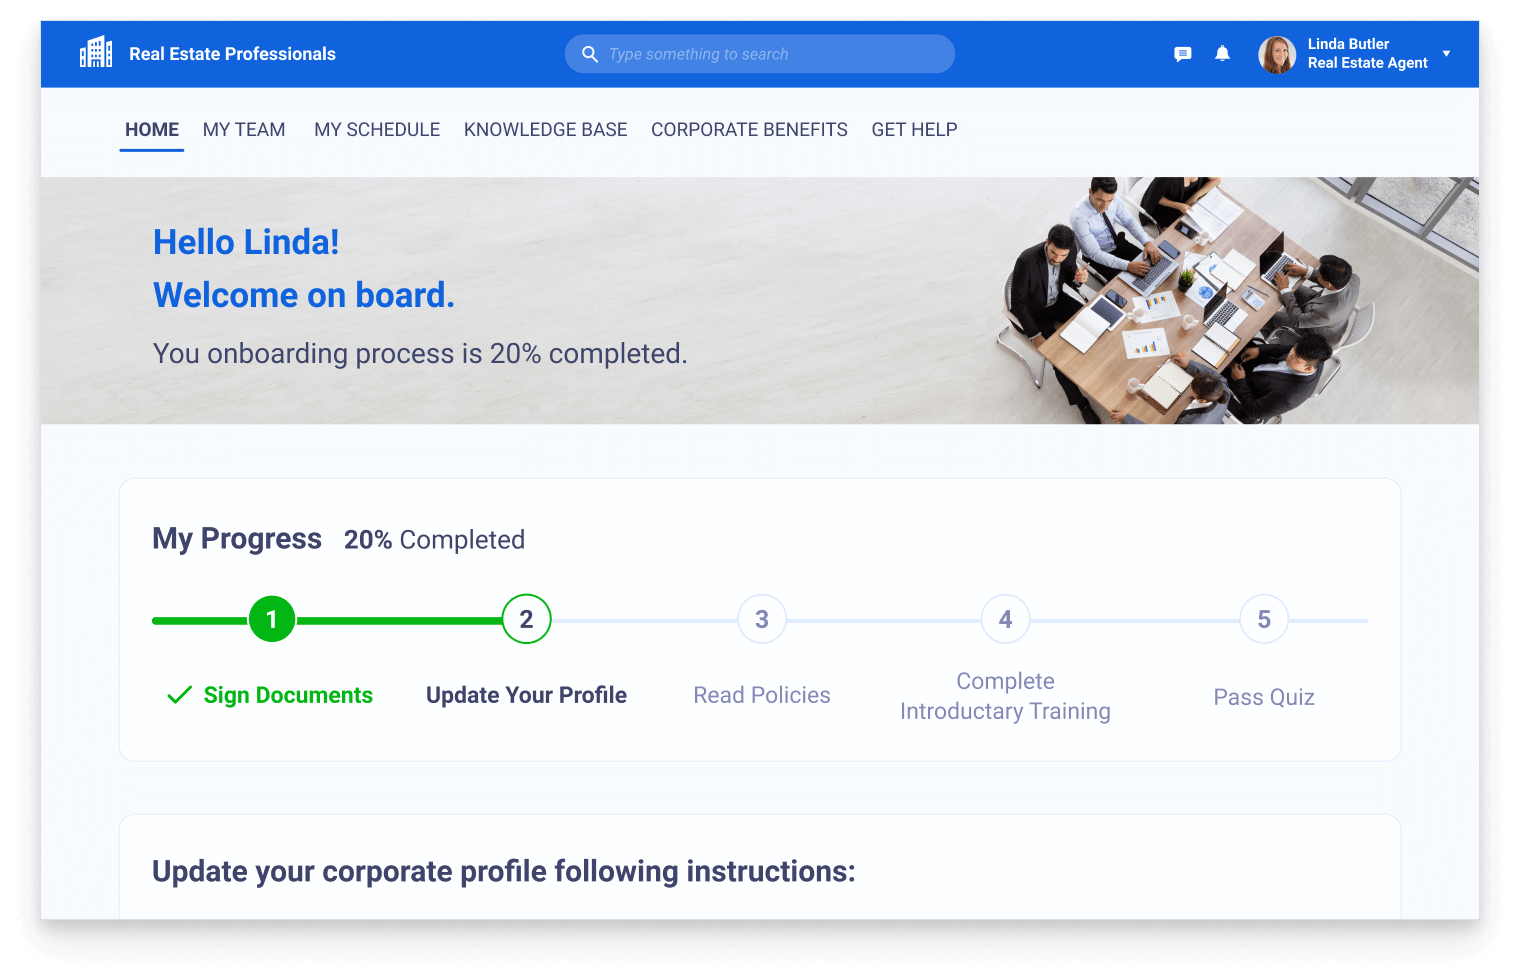 Real Estate Professionals
Type something to search
Linda Butler
Real Estate Agent
HOME MY TEAM MY SCHEDULE KNOWLEDGE BASE CORPORATE BENEFITS GET HELP
Hello Linda!
Welcome on board.
You onboarding process is 20% completed.
My Progress 20% Completed
1 2 3 4 5
Sign Documents Update Your Profile Read Policies Complete
Introductary Training Pass Quiz
Update your corporate profile following instructions: